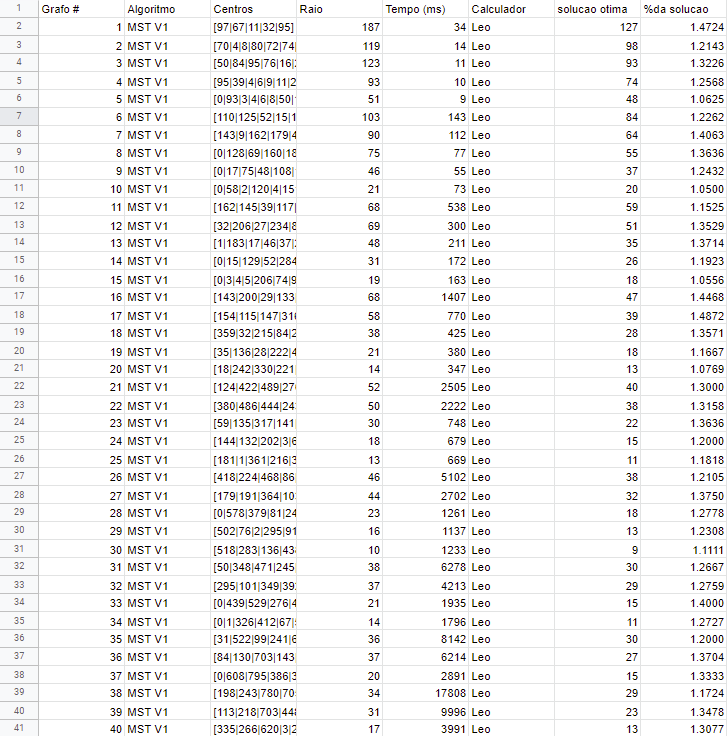 1 Grafo # Algoritmo Centros Raio Tempo (ms) Calculador solucao otima %da solucao
2 1 MST V1 [97|67|11|32|95] 187 34 Leo 127 1.4724
3 2 MST V1 [70|4|8|80|72|74| 119 14 Leo 98 1.2143
4 3 MST V1 [50|84|95|76|16| 123 11 Leo 93 1.3226
5 4 MST V1 [95|39|4|6|9|11|2 93 10 Leo 74 1.2568
6 5 MST V1 [0|93|3|4|6|8|50| 51 9 Leo 48 1.0625
7 6 MST V1 [110|125|52|15|1 103 143 Leo 84 1.2262
8 7 MST V1 [143|9|162|179|4 90 112 Leo 64 1.4063
9 8 MST V1 [0|128|69|160|18 75 77 Leo 55 1.3636
10 9 MST V1 [0|17|75|48|108| 46 55 Leo 37 1.2432
11 10 MST V1 [0|58|2|120|4|15 21 73 Leo 20 1.0500
12 11 MST V1 [162|145|39|117| 68 538 Leo 59 1.1525
13 12 MST V1 [32|206|27|234|8 69 300 Leo 51 1.3529
14 13 MST V1 [1|183|17|46|37| 48 211 Leo 35 1.3714
15 14 MST V1 [0|15|129|52|284 31 172 Leo 26 1.1923
16 15 MST V1 [0|3|4|5|206|74|9 19 163 Leo 18 1.0556
17 16 MST V1 [143|200|29|133 68 1407 Leo 47 1.4468
18 17 MST V1 [154|115|147|316 58 770 Leo 39 1.4872
19 18 MST V1 [359|32|215|84|2 38 425 Leo 28 1.3571
20 19 MST V1 [35|136|28|222|4 21 380 Leo 18 1.1667
21 20 MST V1 [18|242|330|221 14 347 Leo 13 1.0769
22 21 MST V1 [124|422|489|27 52 2505 Leo 40 1.3000
23 22 MST V1 [380|486|444|24 50 2222 Leo 38 1.3158
24 23 MST V1 [59|135|317|141 30 748 Leo 22 1.3636
25 24 MST V1 [144|132|202|3|6 18 679 Leo 15 1.2000
26 25 MST V1 [181|1|361|216|3 13 669 Leo 11 1.1818
27 26 MST V1 [418|224|468|86 46 5102 Leo 38 1.2105
28 27 MST V1 [179|191|364|10 44 2702 Leo 32 1.3750
29 28 MST V1 [0|578|379|81|24 23 1261 Leo 18 1.2778
30 29 MST V1 [502|76|2|295|91 16 1137 Leo 13 1.2308
31 30 MST V1 [518|283|136|43 10 1233 Leo 9 1.1111
32 31 MST V1 [50|348|471|245 38 6278 Leo 30 1.2667
33 32 MST V1 [295|101|349|39 37 4213 Leo 29 1.2759
34 33 MST V1 [0|439|529|276|4 21 1935 Leo 15 1.4000
35 34 MST V1 [0|1|326|412|67| 14 1796 Leo 11 1.2727
36 35 MST V1 [31|522|99|241|6 36 8142 Leo 30 1.2000
37 36 MST V1 [84|130|703|143 37 6214 Leo 27 1.3704
38 37 MST V1 [0|608|795|386|3 20 2891 Leo 15 1.3333
39 38 MST V1 [198|243|780|70 34 17808 Leo 29 1.1724
40 39 MST V1 [113|218|703|44 31 9996 Leo 23 1.3478
41 40 MST V1 [335|266|620|3|2 17 3991 Leo 13 1.3077